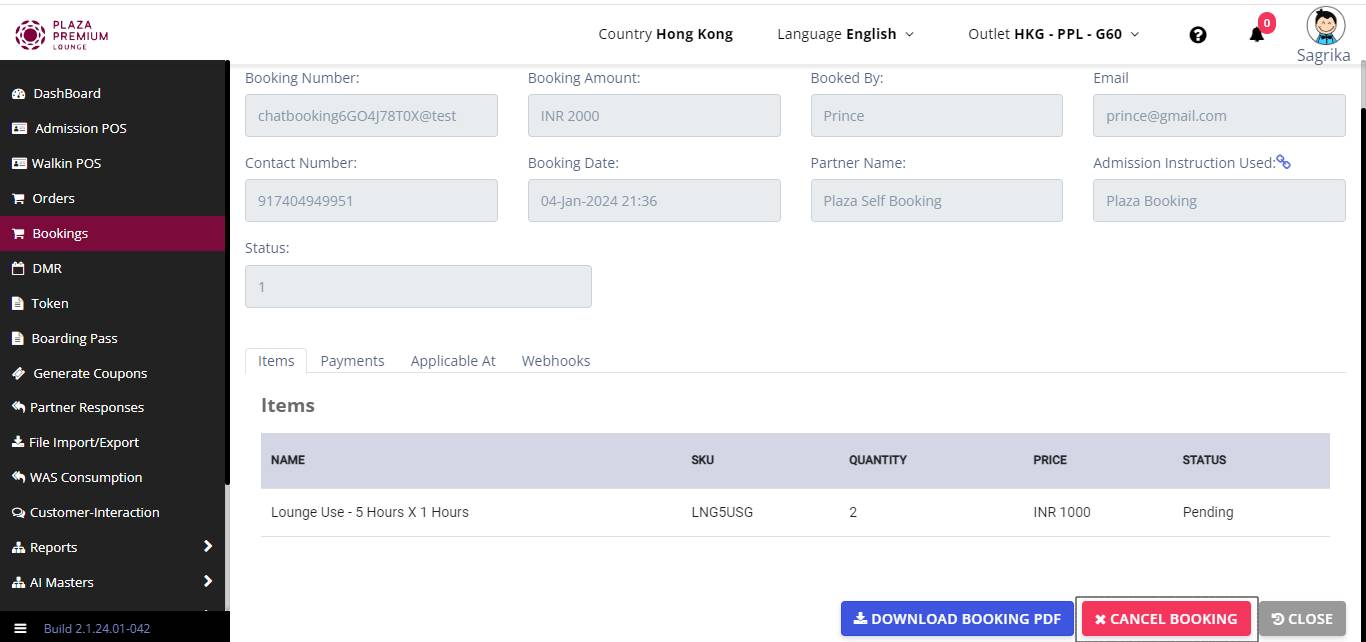 PLAZA
PREMIUM
LOUNGE
Country Hong Kong
Language English
Outlet HKG - PPL - G60
0
Sagrika
DashBoard
Admission POS
Walkin POS
Orders
Bookings
DMR
Token
Boarding Pass
Generate Coupons
Partner Responses
File Import/Export
WAS Consumption
Customer-Interaction
Reports
AI Masters
Build 2.1.24.01-042
Booking Number:
chatbooking6GO4J78T0X@test
Booking Amount:
INR 2000
Booked By:
Prince
Email
prince@gmail.com
Contact Number:
917404949951
Booking Date:
04-Jan-2024 21:36
Partner Name:
Plaza Self Booking
Admission Instruction Used:
Plaza Booking
Status:
1
Items Payments Applicable At Webhooks
Items
NAME SKU QUANTITY PRICE STATUS
Lounge Use - 5 Hours X 1 Hours LNG5USG 2 INR 1000 Pending
DOWNLOAD BOOKING PDF
CANCEL BOOKING
CLOSE